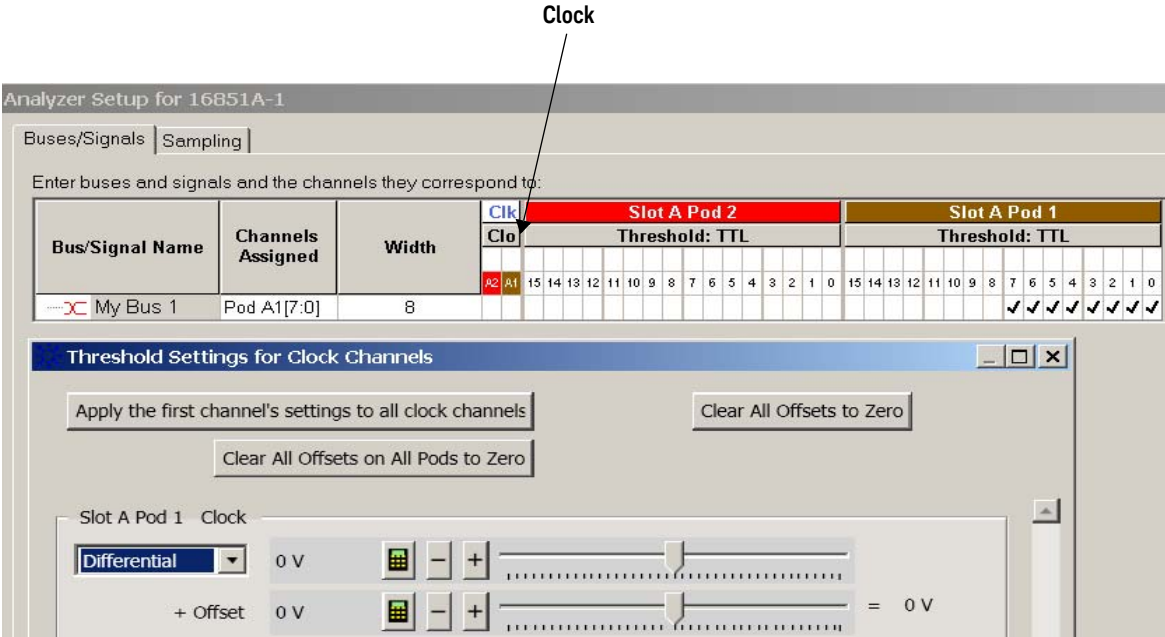 Clock
Analyzer Setup for 16851A-1
Buses/Signals Sampling
Enter buses and signals and the channels they correspond to:
Bus/Signal Name Channels Assigned Width Clk Slot A Pod 2 Slot A Pod 1
Clo Threshold: TTL Threshold: TTL
A2 A1 15 14 13 12 11 10 9 8 7 6 5 4 3 2 1 0 15 14 13 12 11 10 9 8 7 6 5 4 3 2 1 0
My Bus 1 Pod A1[7:0] 8 ✓ ✓ ✓ ✓ ✓ ✓ ✓ ✓
Threshold Settings for Clock Channels
Apply the first channel's settings to all clock channels Clear All Offsets to Zero
Clear All Offsets on All Pods to Zero
Slot A Pod 1 Clock
Differential 0 V − +
+ Offset 0 V − + = 0 V